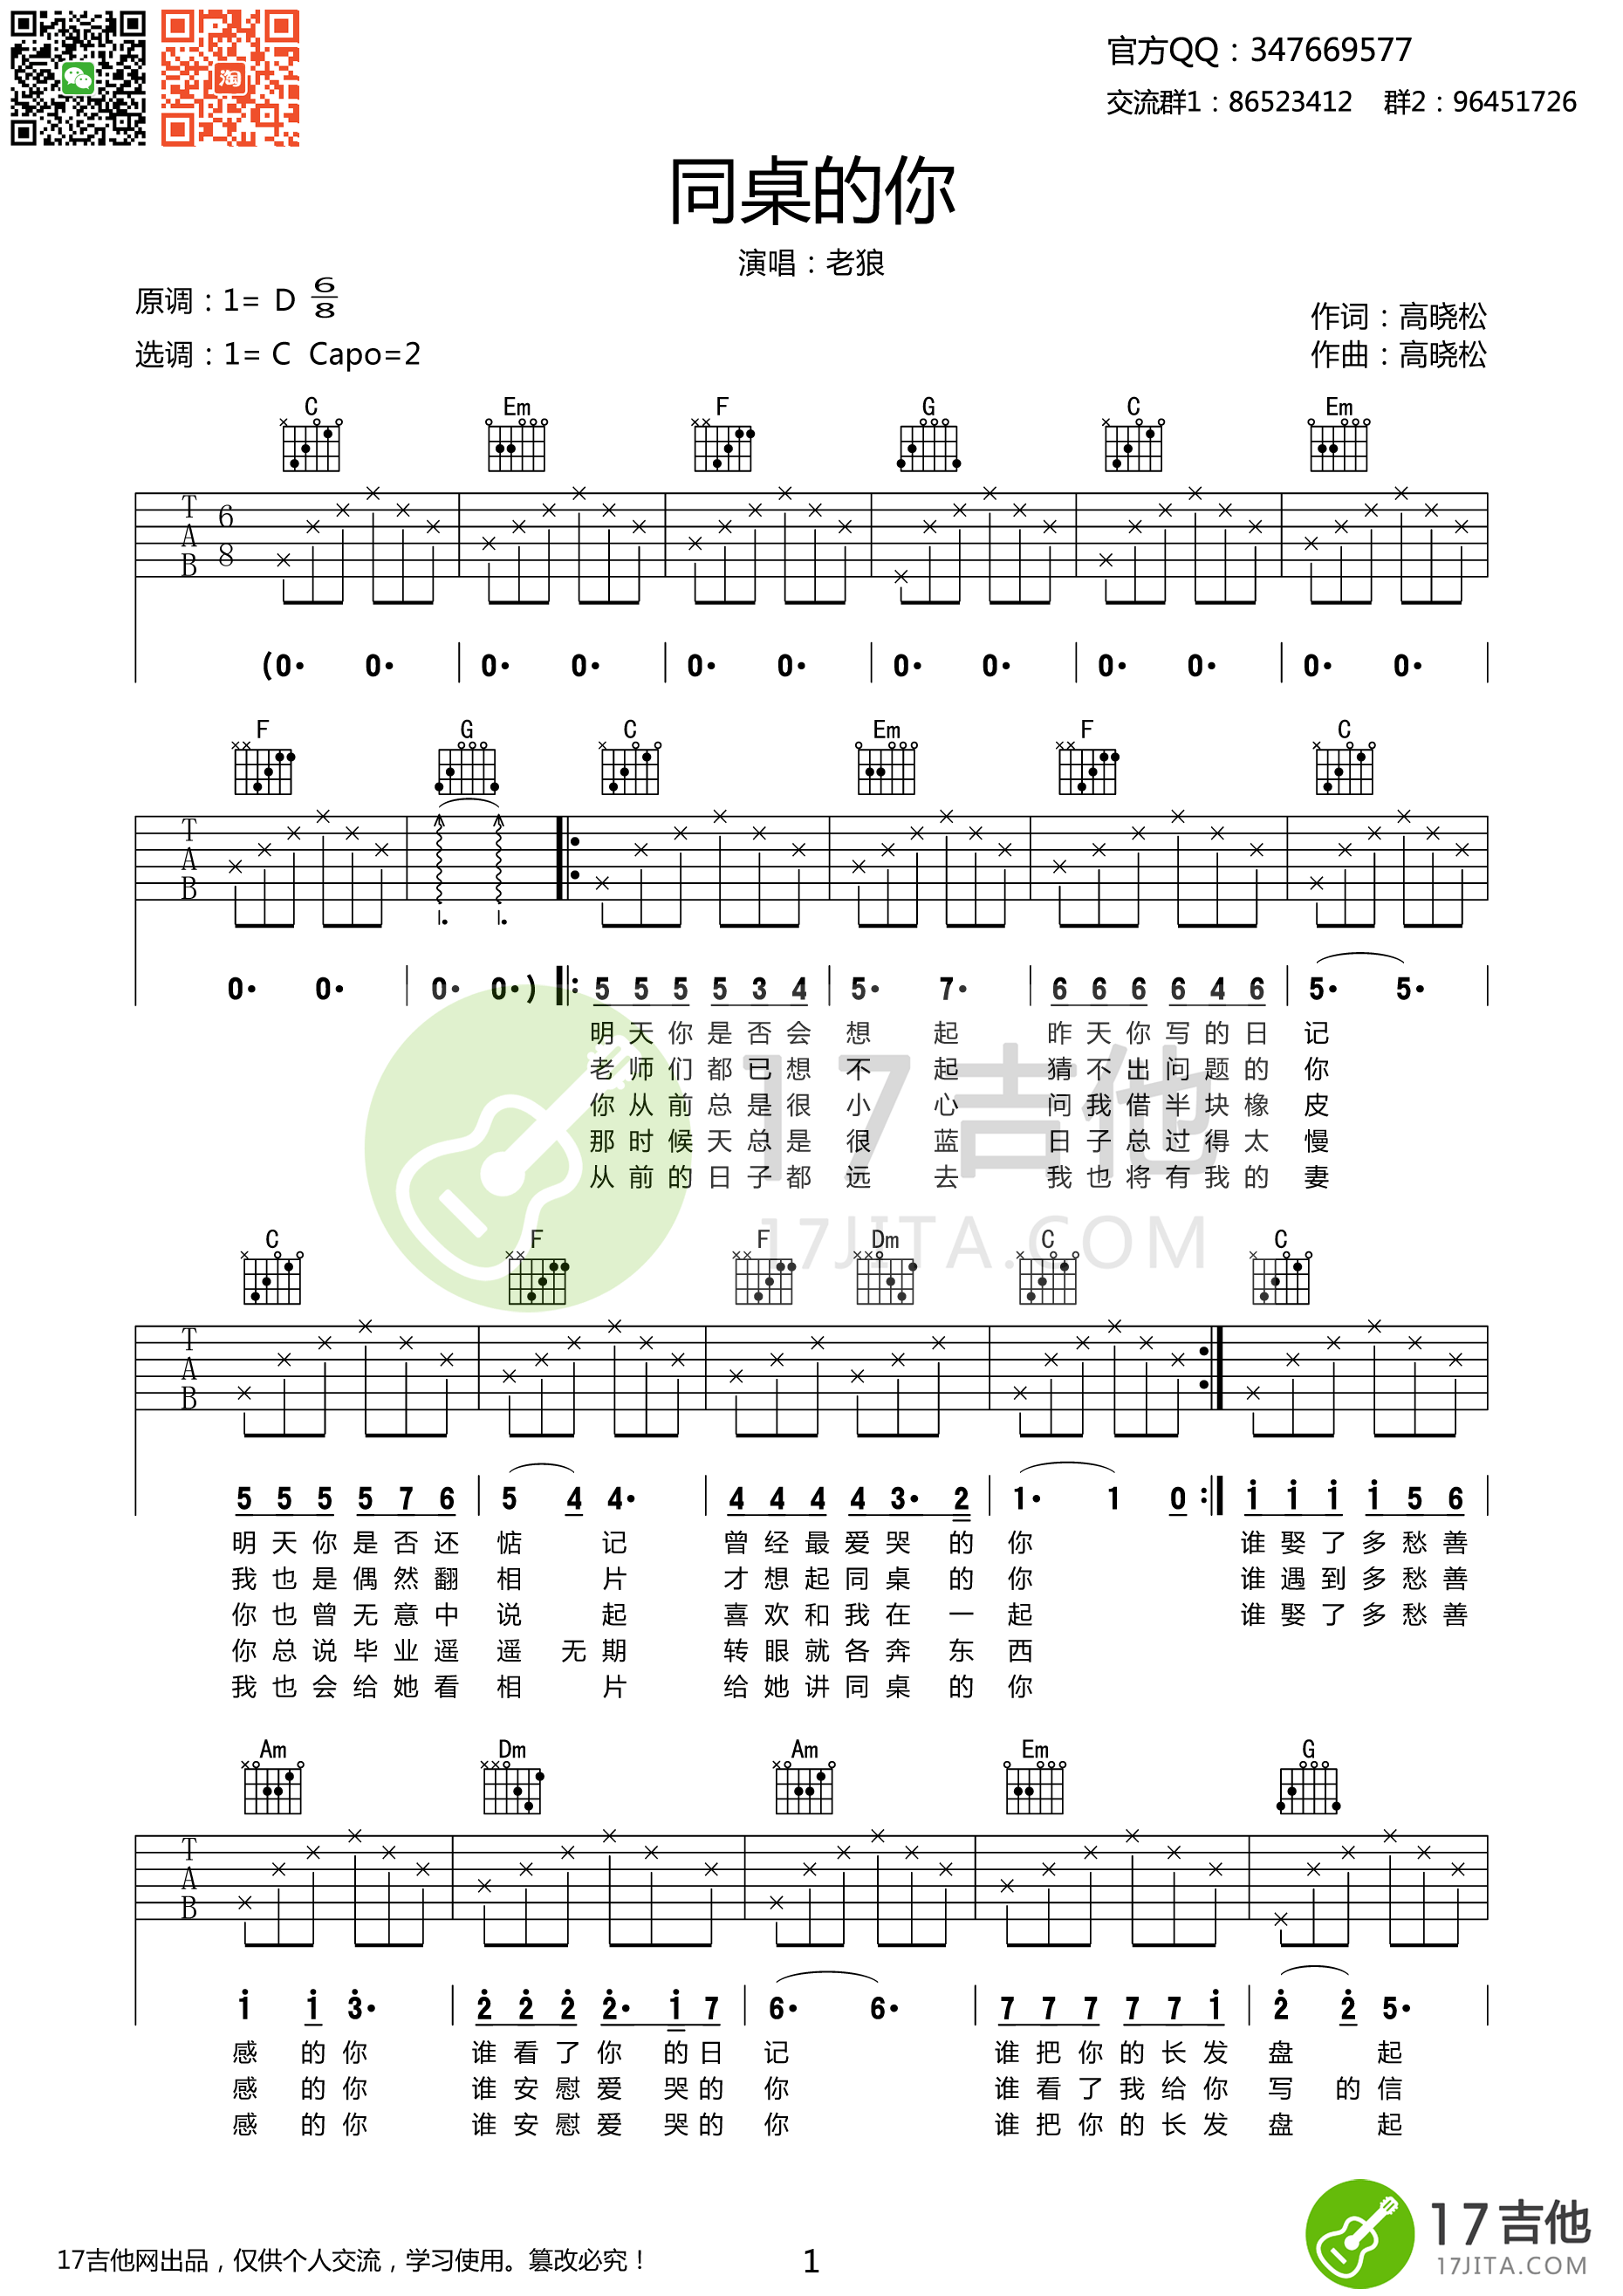 官方QQ：347669577
交流群1：86523412 群2：96451726
同桌的你
演唱：老狼
原调：1= D 6/8
作词：高晓松
选调：1= C Capo=2
作曲：高晓松
C Em F G C Em
T A B 6 8
(0· 0· | 0· 0· | 0· 0· | 0· 0· | 0· 0· | 0· 0· |
F G C Em F C
T A B
0· 0· | 0· 0·) |: 5 5 5 5 3 4 | 5· 7· | 6 6 6 6 4 6 | 5· 5· |
明天你是否会想起 昨天你写的日记
老师们都已想不起 猜不出问题的你
你从前总是很小心 问我借半块橡皮
那时候天总是很蓝 日子总过得太慢
从前的日子都远去 我也将有我的妻
17吉他
17JITA.COM
C F F Dm C C
T A B
5 5 5 5 7 6 | 5 4 4· | 4 4 4 4 3· 2 | 1· 1 0 :| i i i i 5 6 |
明天你是否还惦记 曾经最爱哭的你 谁娶了多愁善
我也是偶然翻相片 才想起同桌的你 谁遇到多愁善
你也曾无意中说起 喜欢和我在一起 谁娶了多愁善
你总说毕业遥遥无期 转眼就各奔东西
我也会给她看相片 给她讲同桌的你
Am Dm Am Em G
T A B
i i 3̇· | 2̇ 2̇ 2̇ 2̇· i 7 | 6· 6· | 7 7 7 7 7 i | 2̇ 2̇ 5· |
感的你 谁看了你的日记 谁把你的长发盘起
感的你 谁安慰爱哭的你 谁看了我给你写的信
感的你 谁安慰爱哭的你 谁把你的长发盘起
17吉他网出品，仅供个人交流，学习使用。篡改必究！
1
17吉他
17JITA.COM